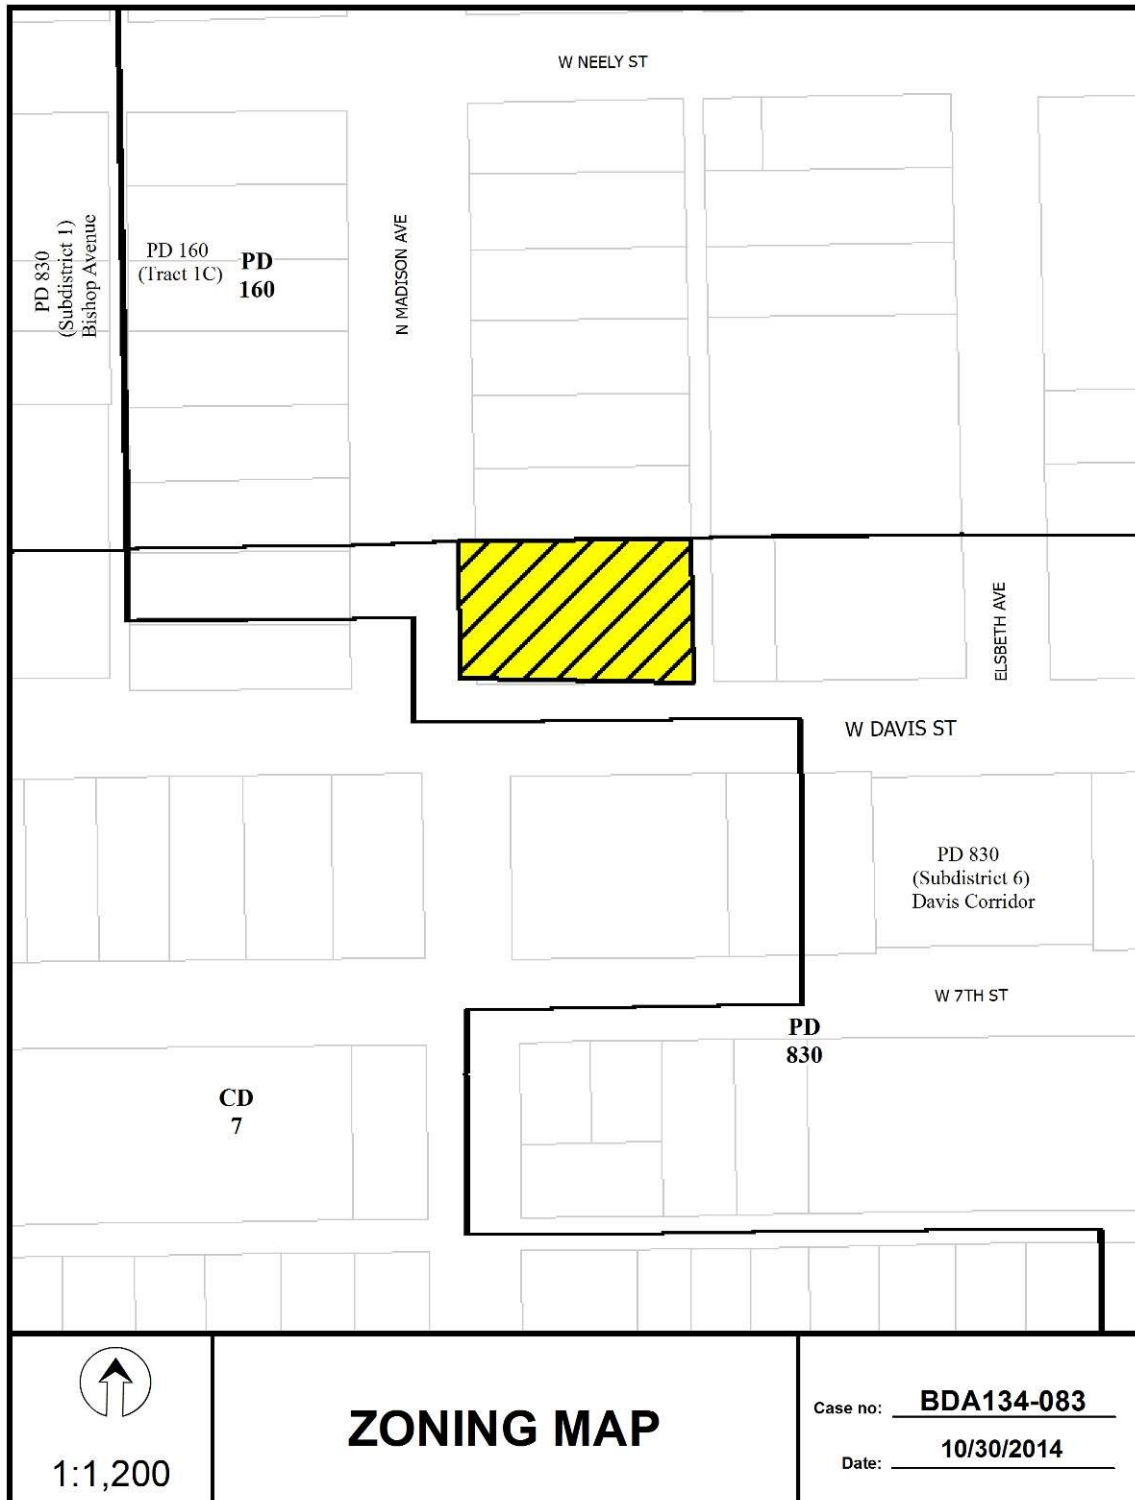 W NEELY ST
PD 830
(Subdistrict 1)
Bishop Avenue
PD 160
(Tract 1C)
PD
160
N MADISON AVE
ELSBETH AVE
W DAVIS ST
PD 830
(Subdistrict 6)
Davis Corridor
W 7TH ST
PD
830
CD
7
1:1,200
ZONING MAP
Case no: BDA134-083
Date: 10/30/2014